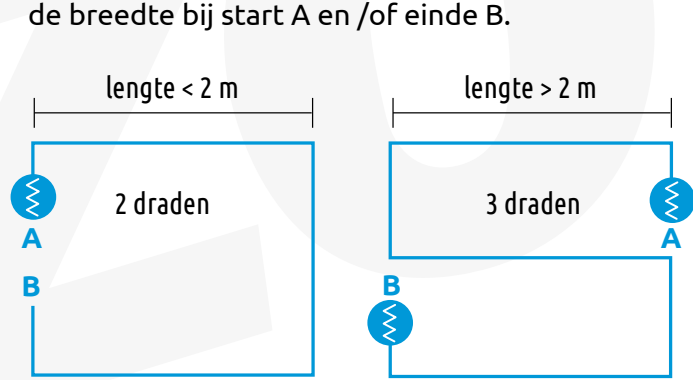 de breedte bij start A en /of einde B.
lengte < 2 m
lengte > 2 m
2 draden
3 draden
A
A
B
B